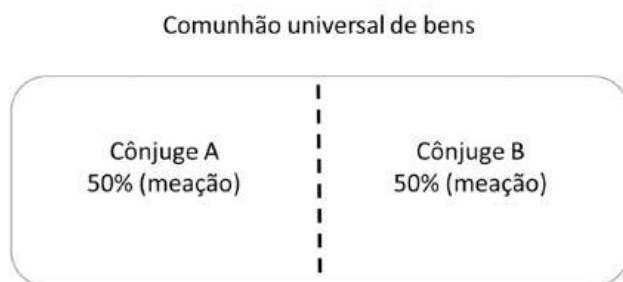 Comunhão universal de bens
Cônjuge A
50% (meação)
Cônjuge B
50% (meação)